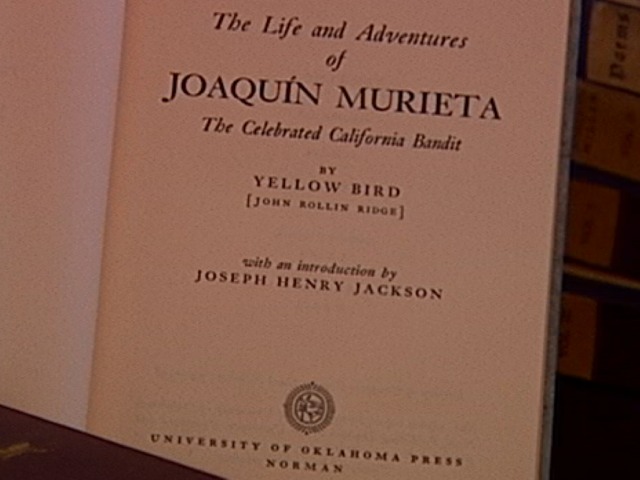 The Life and Adventures
of
JOAQUÍN MURIETA
The Celebrated California Bandit
BY
YELLOW BIRD
[JOHN ROLLIN RIDGE]
with an introduction by
JOSEPH HENRY JACKSON
UNIVERSITY OF OKLAHOMA PRESS
NORMAN
Poems